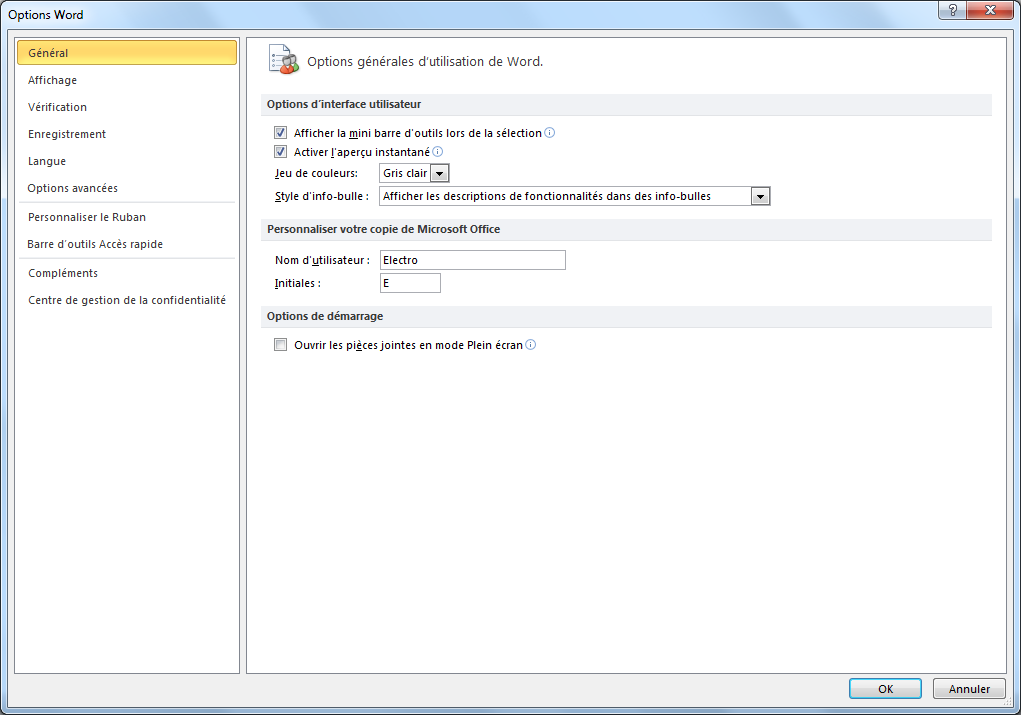 Options Word
Général
Affichage
Vérification
Enregistrement
Langue
Options avancées
Personnaliser le Ruban
Barre d'outils Accès rapide
Compléments
Centre de gestion de la confidentialité
Options générales d'utilisation de Word.
Options d'interface utilisateur
Afficher la mini barre d'outils lors de la sélection
Activer l'aperçu instantané
Jeu de couleurs: Gris clair
Style d'info-bulle : Afficher les descriptions de fonctionnalités dans des info-bulles
Personnaliser votre copie de Microsoft Office
Nom d'utilisateur : Electro
Initiales : E
Options de démarrage
Ouvrir les pièces jointes en mode Plein écran
OK Annuler